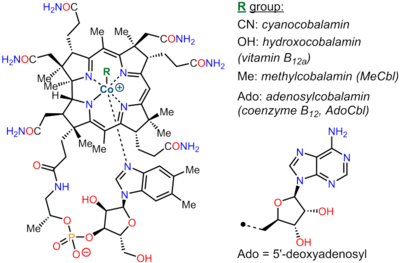 CONH₂
CONH₂
H₂NOC
Me
Me
R
CONH₂
Me
N
N
Co
⊕
H
N
N
Me
H₂NOC
Me
Me
Me
Me
CONH₂
O
N
Me
HN
HO
N
Me
Me
O
O
P
O
O
O
⊖
OH
R group:
CN: cyanocobalamin
OH: hydroxocobalamin
(vitamin B12a)
Me: methylcobalamin (MeCbl)
Ado: adenosylcobalamin
(coenzyme B12, AdoCbl)
NH₂
N
N
N
N
O
OH
OH
Ado = 5'-deoxyadenosyl